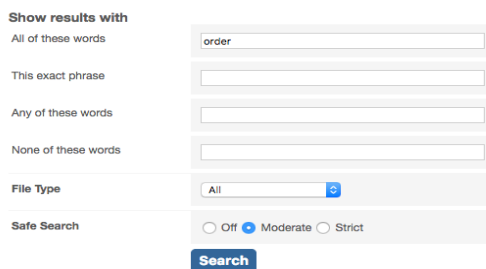 Show results with
All of these words order
This exact phrase
Any of these words
None of these words
File Type All
Safe Search Off Moderate Strict
Search